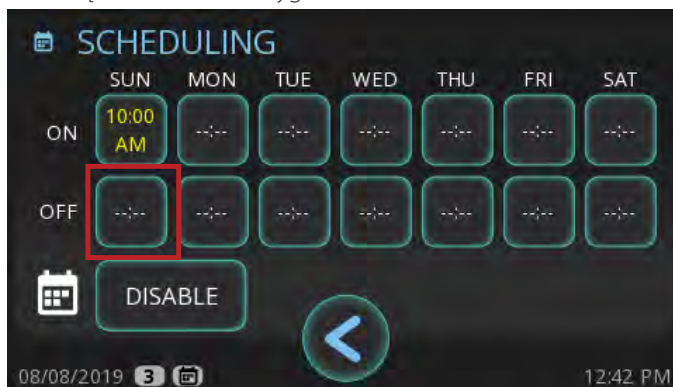 SCHEDULING
SUN MON TUE WED THU FRI SAT
ON 10:00 AM --:-- --:-- --:-- --:-- --:-- --:--
OFF --:-- --:-- --:-- --:-- --:-- --:-- --:--
DISABLE
08/08/2019 3 12:42 PM